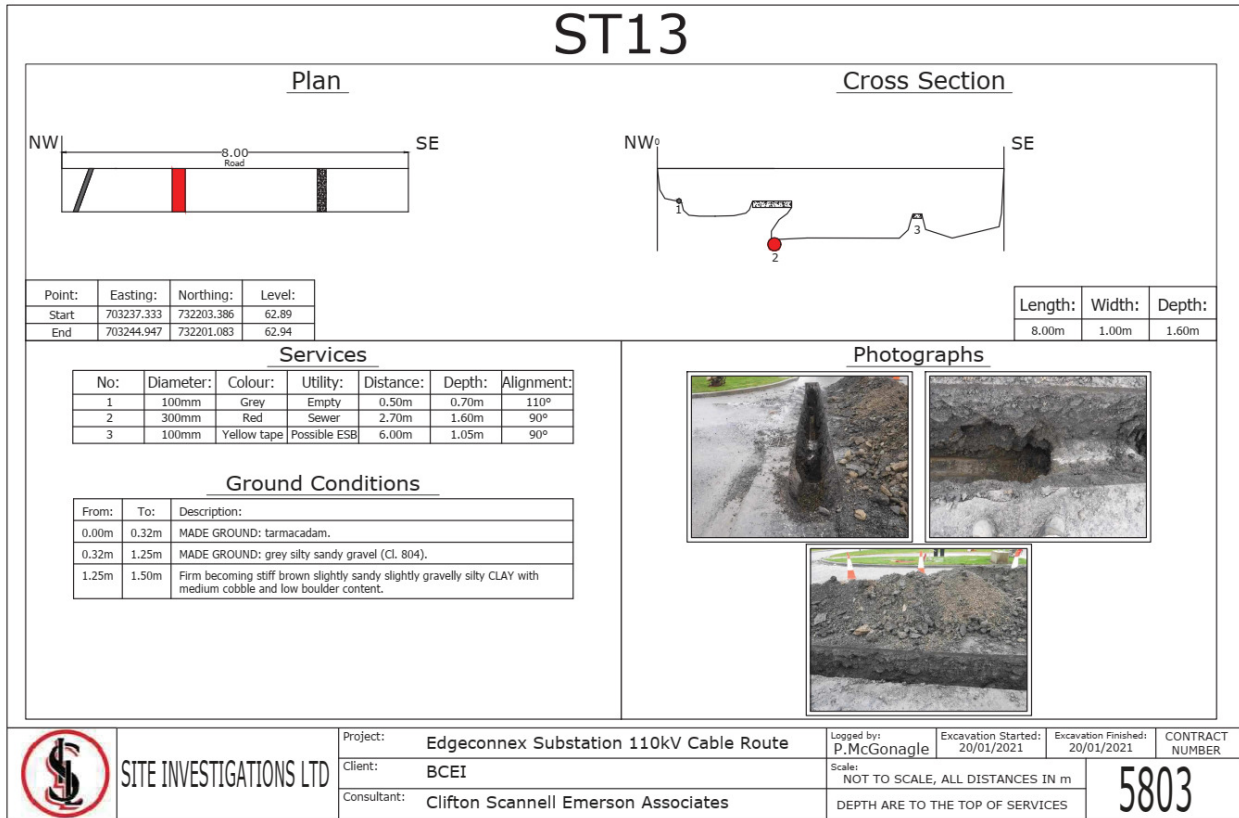 ST13
Plan
NW
8.00
Road
SE
Cross Section
NW 0
SE
1
2
3
Point: Easting: Northing: Level:
Start 703237.333 732203.386 62.89
End 703244.947 732201.083 62.94
Length: Width: Depth:
8.00m 1.00m 1.60m
Services
No: Diameter: Colour: Utility: Distance: Depth: Alignment:
1 100mm Grey Empty 0.50m 0.70m 110°
2 300mm Red Sewer 2.70m 1.60m 90°
3 100mm Yellow tape Possible ESB 6.00m 1.05m 90°
Ground Conditions
From: To: Description:
0.00m 0.32m MADE GROUND: tarmacadam.
0.32m 1.25m MADE GROUND: grey silty sandy gravel (Cl. 804).
1.25m 1.50m Firm becoming stiff brown slightly sandy slightly gravelly silty CLAY with
medium cobble and low boulder content.
Photographs
SIL
SITE INVESTIGATIONS LTD
Project: Edgeconnex Substation 110kV Cable Route
Client: BCEI
Consultant: Clifton Scannell Emerson Associates
Logged by:
P.McGonagle
Excavation Started:
20/01/2021
Excavation Finished:
20/01/2021
CONTRACT
NUMBER
Scale:
NOT TO SCALE, ALL DISTANCES IN m
DEPTH ARE TO THE TOP OF SERVICES
5803